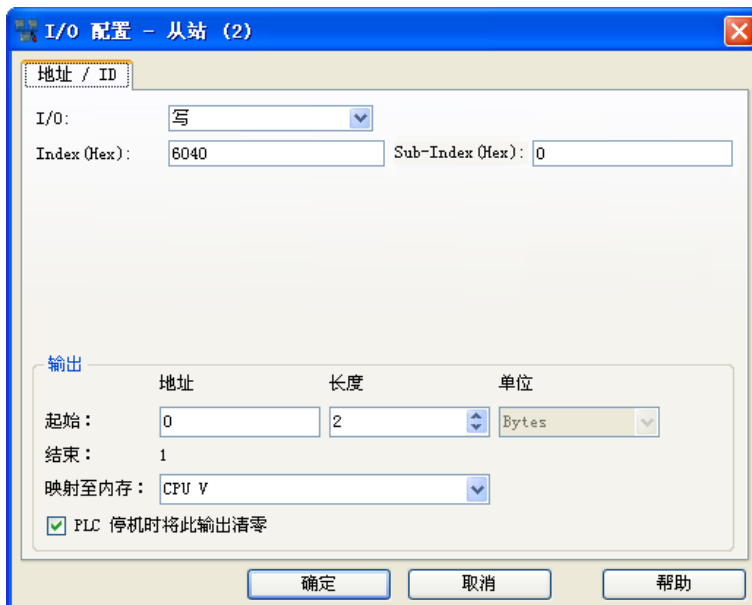 I/O 配置 - 从站 (2)
地址 / ID
I/O: 写
Index(Hex): 6040 Sub-Index(Hex): 0
输出
地址 长度 单位
起始: 0 2 Bytes
结束: 1
映射至内存: CPU V
PLC 停机时将此输出清零
确定 取消 帮助